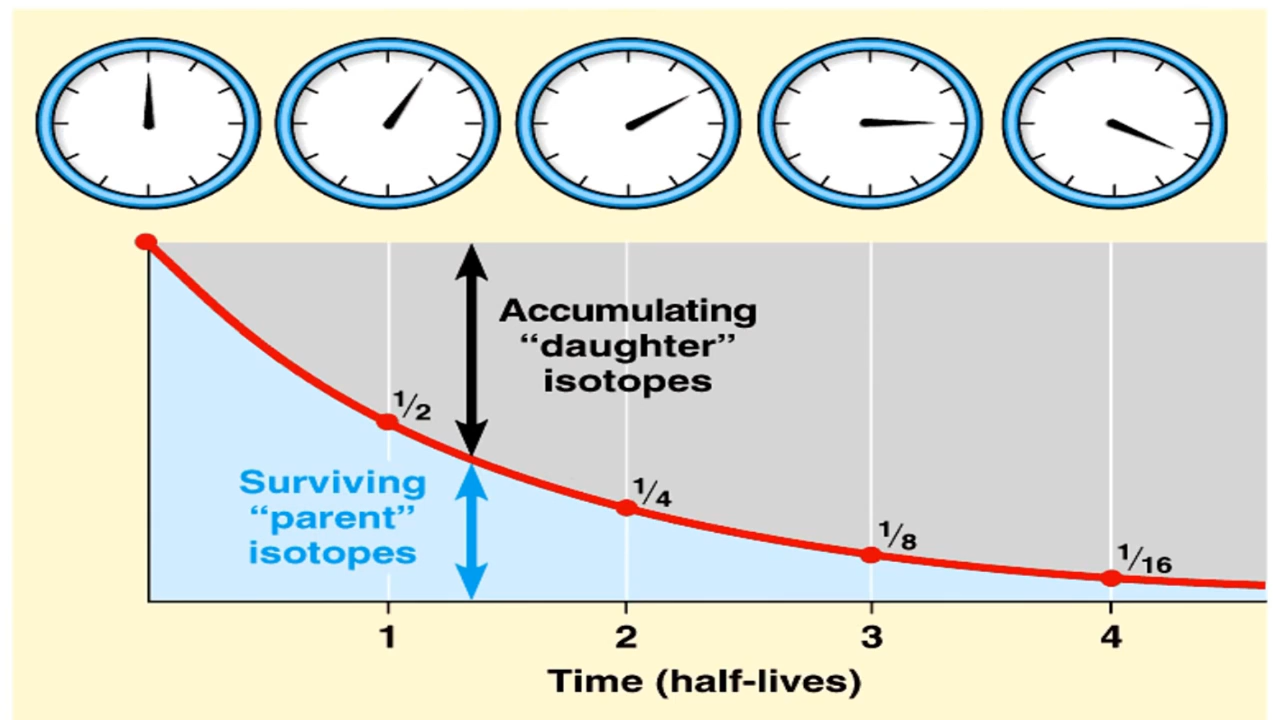 Accumulating
“daughter”
isotopes
1/2
Surviving
“parent”
isotopes
1/4
1/8
1/16
1
2
3
4
Time (half-lives)